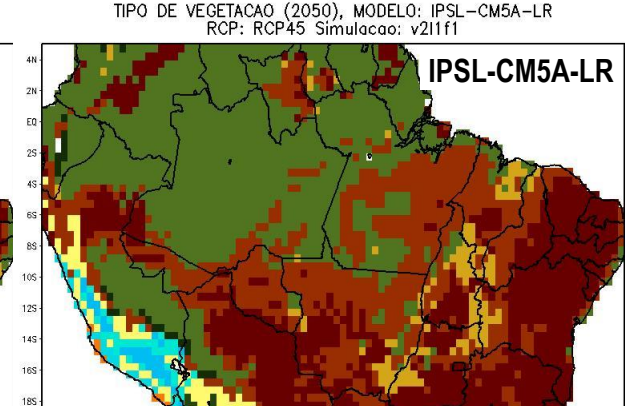 TIPO DE VEGETACAO (2050), MODELO: IPSL-CM5A-LR
RCP: RCP45 Simulacao: v2l1f1
IPSL-CM5A-LR
4N
2N
EQ
2S
4S
6S
8S
10S
12S
14S
16S
18S